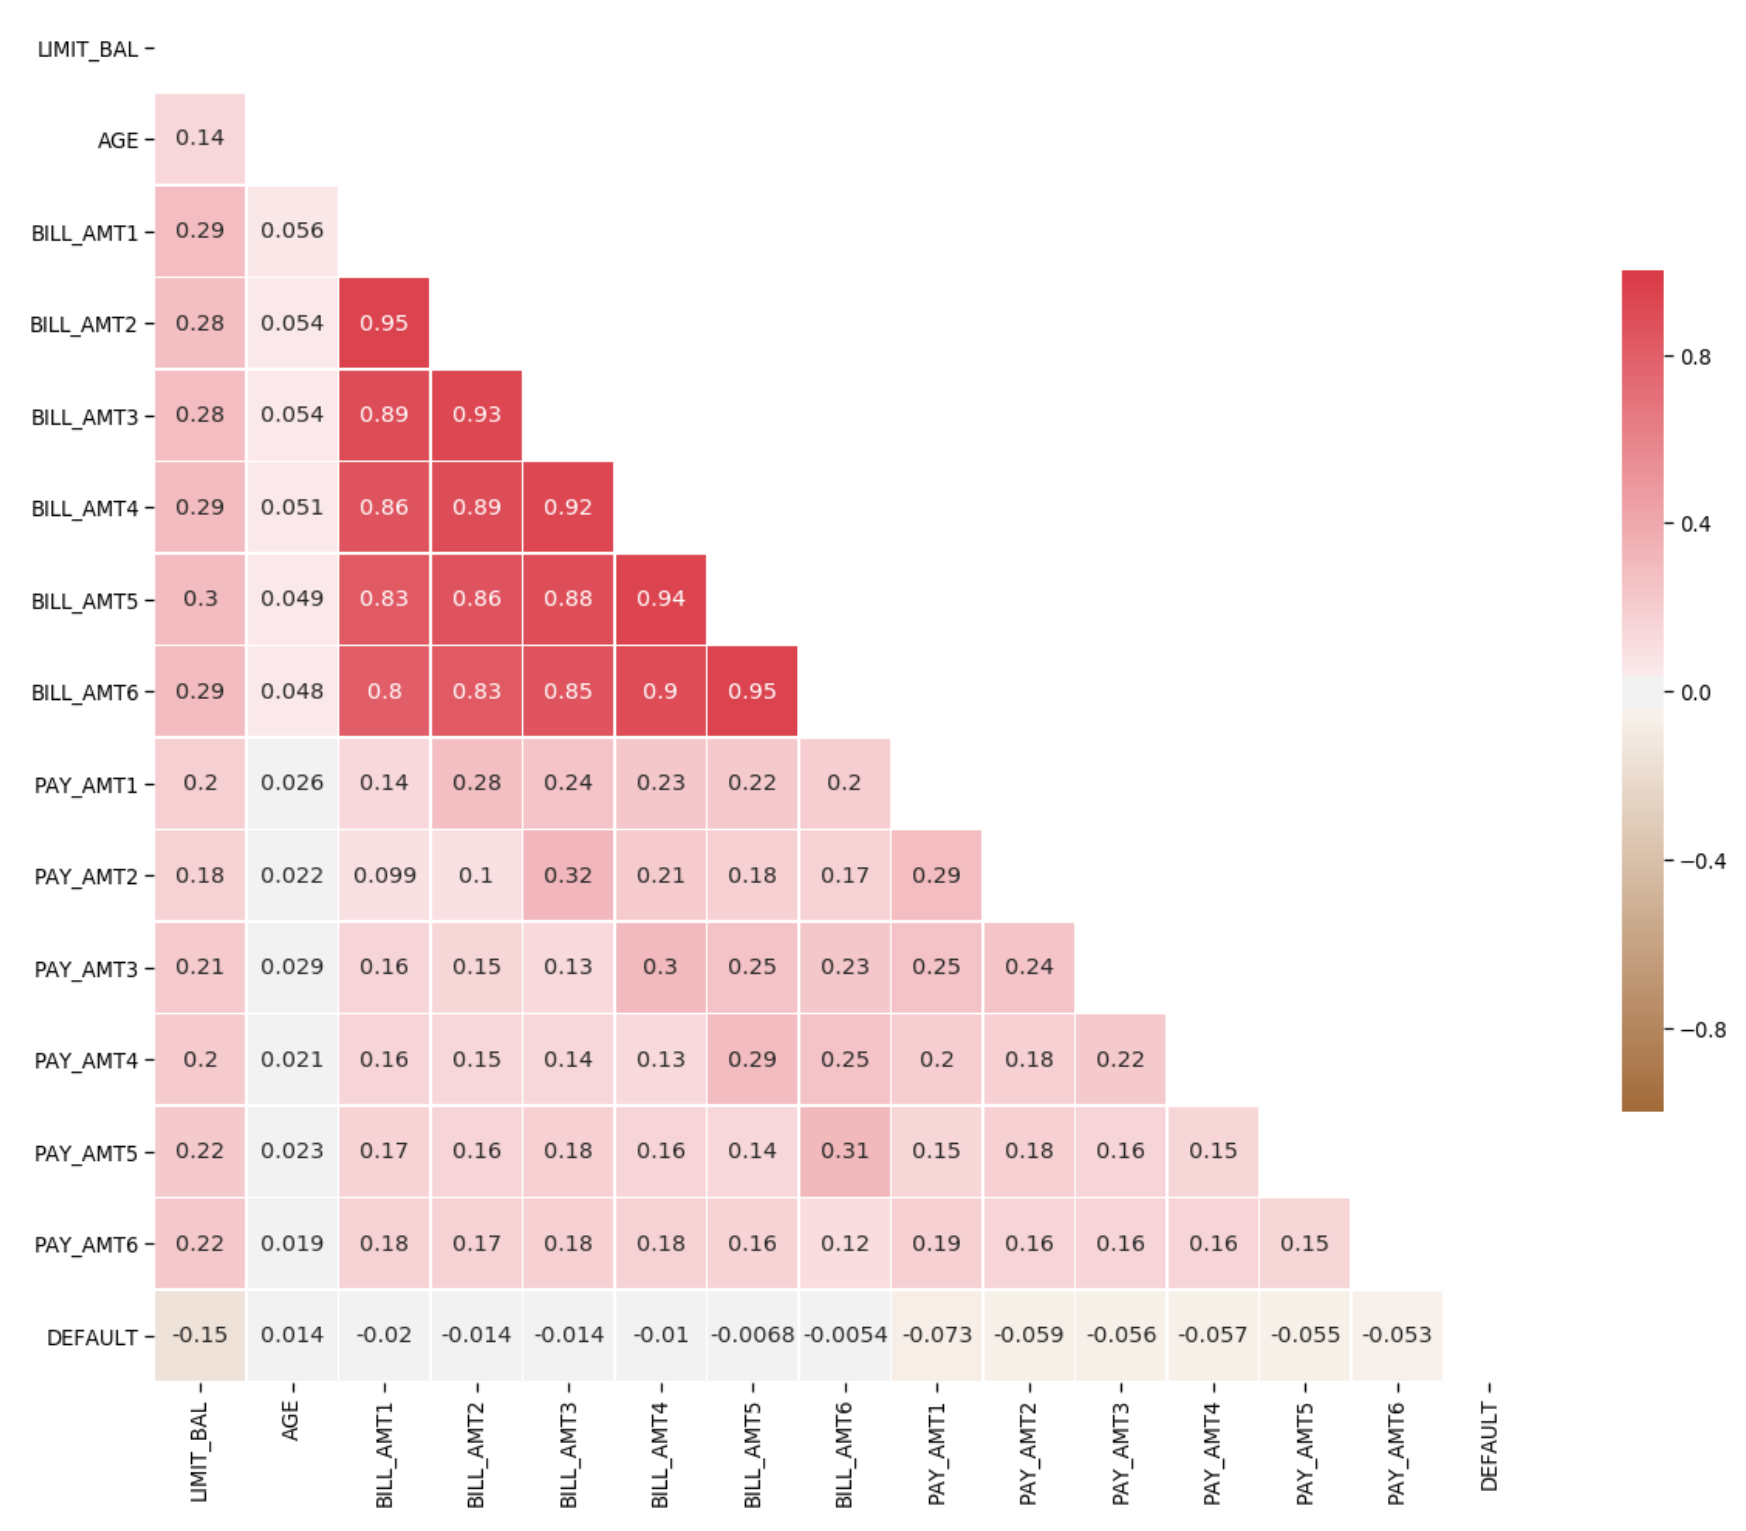 LIMIT_BAL
AGE 0.14
BILL_AMT1 0.29 0.056
BILL_AMT2 0.28 0.054 0.95
0.8
BILL_AMT3 0.28 0.054 0.89 0.93
BILL_AMT4 0.29 0.051 0.86 0.89 0.92
0.4
BILL_AMT5 0.3 0.049 0.83 0.86 0.88 0.94
BILL_AMT6 0.29 0.048 0.8 0.83 0.85 0.9 0.95
0.0
PAY_AMT1 0.2 0.026 0.14 0.28 0.24 0.23 0.22 0.2
PAY_AMT2 0.18 0.022 0.099 0.1 0.32 0.21 0.18 0.17 0.29
−0.4
PAY_AMT3 0.21 0.029 0.16 0.15 0.13 0.3 0.25 0.23 0.25 0.24
PAY_AMT4 0.2 0.021 0.16 0.15 0.14 0.13 0.29 0.25 0.2 0.18 0.22
−0.8
PAY_AMT5 0.22 0.023 0.17 0.16 0.18 0.16 0.14 0.31 0.15 0.18 0.16 0.15
PAY_AMT6 0.22 0.019 0.18 0.17 0.18 0.18 0.16 0.12 0.19 0.16 0.16 0.16 0.15
DEFAULT -0.15 0.014 -0.02 -0.014 -0.014 -0.01 -0.0068 -0.0054 -0.073 -0.059 -0.056 -0.057 -0.055 -0.053
LIMIT_BAL
AGE
BILL_AMT1
BILL_AMT2
BILL_AMT3
BILL_AMT4
BILL_AMT5
BILL_AMT6
PAY_AMT1
PAY_AMT2
PAY_AMT3
PAY_AMT4
PAY_AMT5
PAY_AMT6
DEFAULT